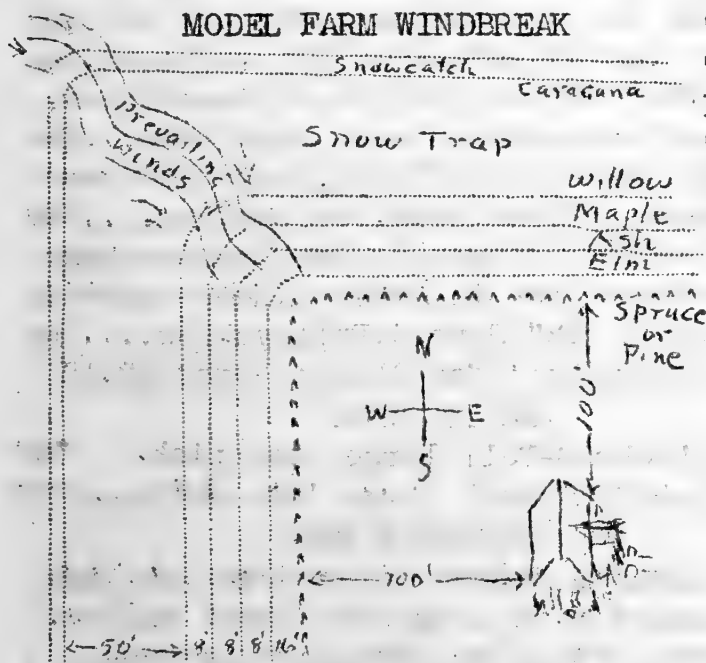 MODEL FARM WINDBREAK
Snowcatch
Caragana
Prevailing
winds
Snow Trap
Willow
Maple
Ash
Elm
Spruce
or
Pine
N
W E
S
100'
100'
50' 8' 8' 8' 16'